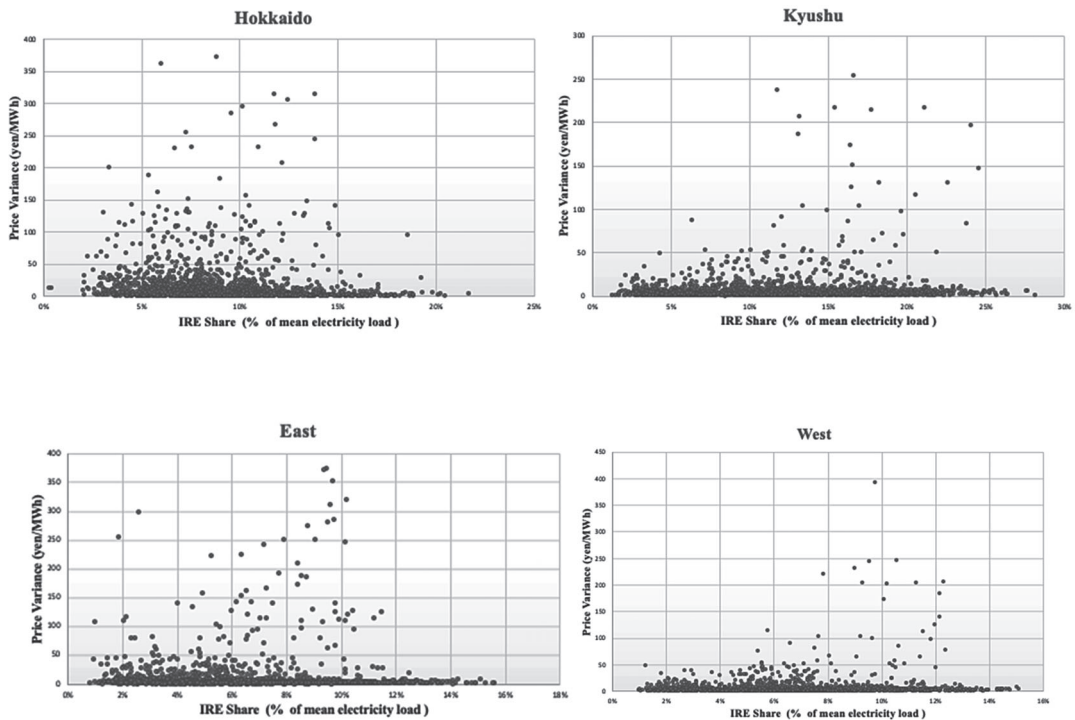 Hokkaido
Price Variance (yen/MWh)
400
350
300
250
200
150
100
50
0
0% 5% 10% 15% 20% 25%
IRE Share (% of mean electricity load )
Kyushu
Price Variance (yen/MWh)
300
250
200
150
100
50
0
5% 10% 15% 20% 25% 30%
IRE Share (% of mean electricity load )
East
Price Variance (yen/MWh)
400
350
300
250
200
150
100
50
0
0% 2% 4% 6% 8% 10% 12% 14% 16% 18%
IRE Share (% of mean electricity load )
West
Price Variance (yen/MWh)
450
400
350
300
250
200
150
100
50
0
0% 2% 4% 6% 8% 10% 12% 14% 16%
IRE Share (% of mean electricity load )